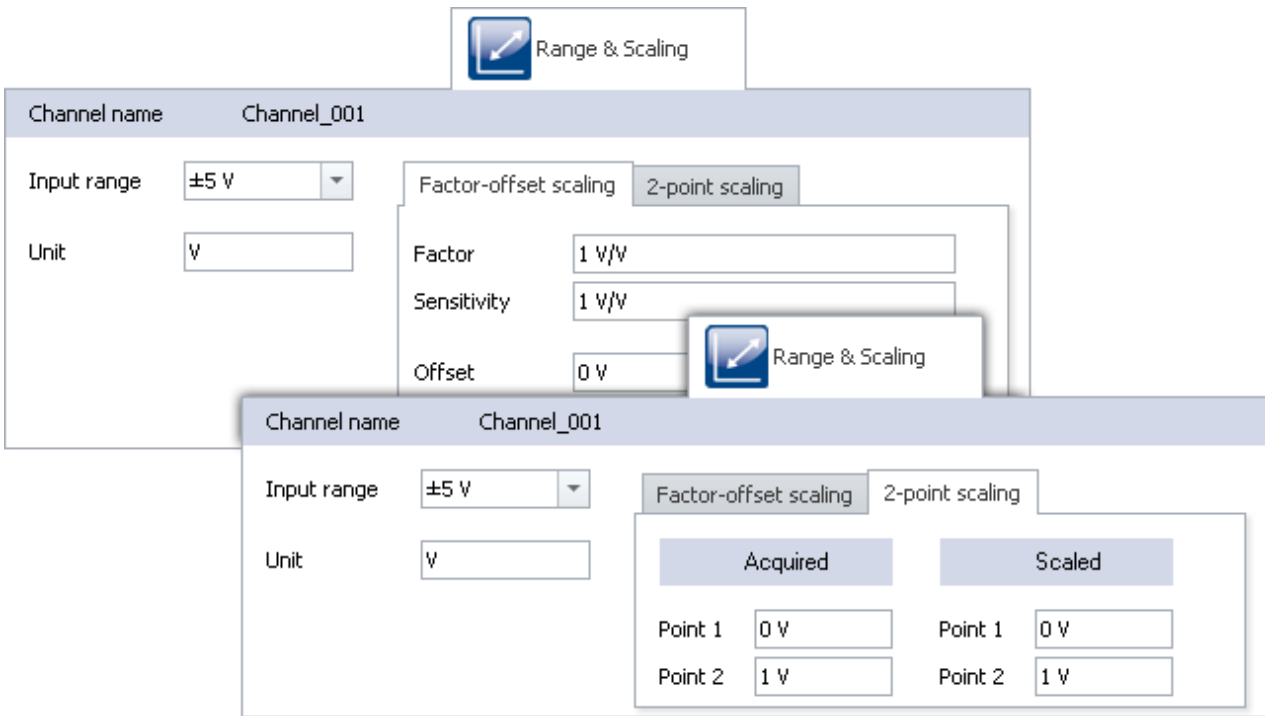 Range & Scaling
Channel name Channel_001
Input range ±5 V Factor-offset scaling 2-point scaling
Unit V Factor 1 V/V
Sensitivity 1 V/V
Offset 0 V
Range & Scaling
Channel name Channel_001
Input range ±5 V Factor-offset scaling 2-point scaling
Unit V Acquired Scaled
Point 1 0 V Point 1 0 V
Point 2 1 V Point 2 1 V